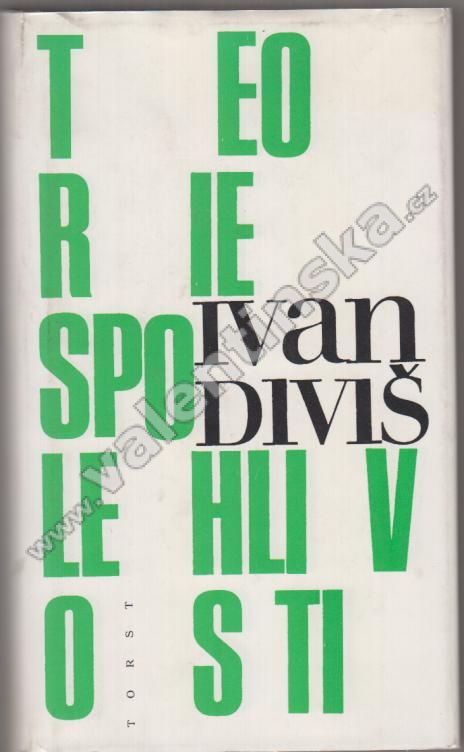 T EO
R IE
SPO
LE HLI V
O S TI
Ivan
DIVIŠ
TORST
www.valentinska.cz